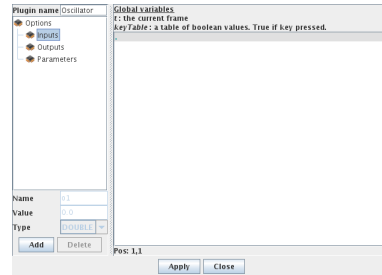 Plugin name Oscillator
Options
Inputs
Outputs
Parameters
Name
Value 0.0
Type DOUBLE
Add Delete
Global variables
t: the current frame
keyTable: a table of boolean values. True if key pressed.
Pos: 1,1
Apply Close